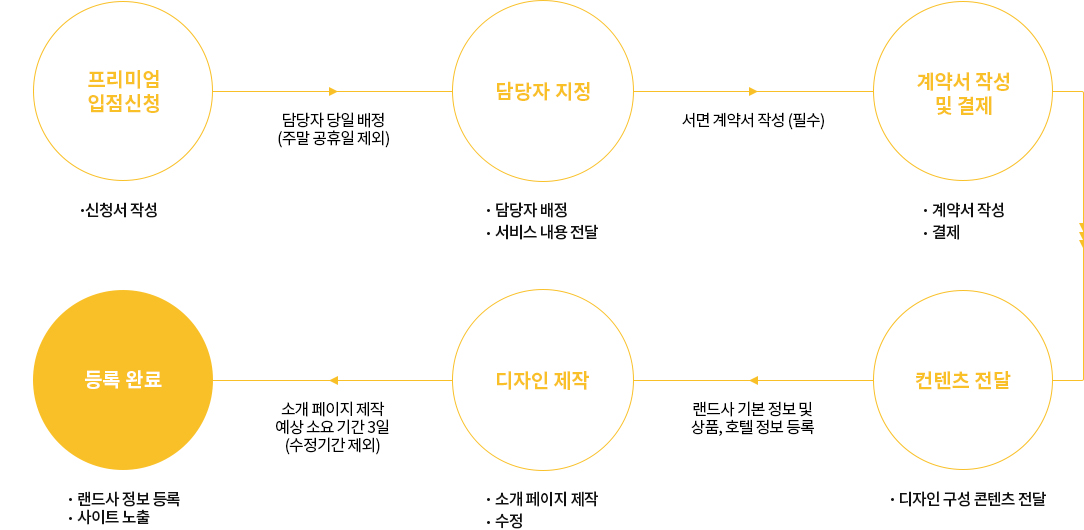 프리미엄
입점신청
담당자 당일 배정
(주말 공휴일 제외)
담당자 지정
서면 계약서 작성 (필수)
계약서 작성
및 결제
·신청서 작성
· 담당자 배정
· 서비스 내용 전달
· 계약서 작성
· 결제
등록 완료
소개 페이지 제작
예상 소요 기간 3일
(수정기간 제외)
디자인 제작
랜드사 기본 정보 및
상품, 호텔 정보 등록
컨텐츠 전달
· 랜드사 정보 등록
· 사이트 노출
· 소개 페이지 제작
· 수정
· 디자인 구성 콘텐츠 전달